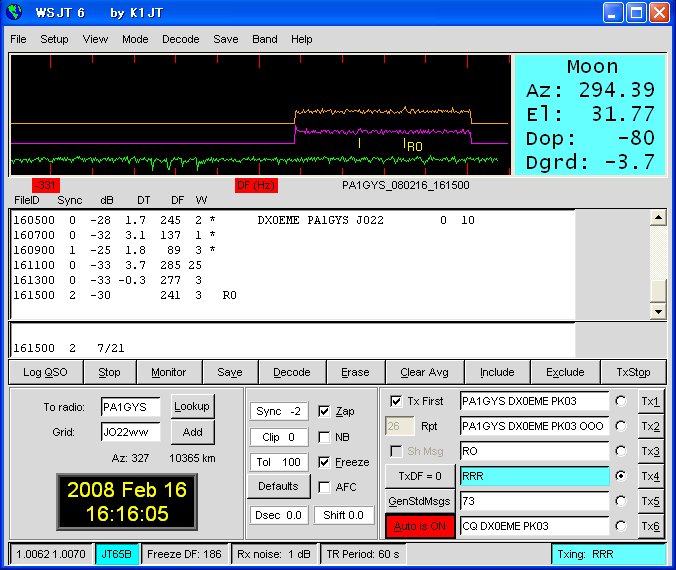 WSJT 6 by K1JT
File Setup View Mode Decode Save Band Help
Moon
Az: 294.39
El: 31.77
Dop: -80
Dgrd: -3.7
RO
-331 DF (Hz) PA1GYS_080216_161500
FileID Sync dB DT DF W
160500 0 -28 1.7 245 2 * DX0EME PA1GYS JO22 0 10
160700 0 -32 3.1 137 1 *
160900 1 -25 1.8 89 3 *
161100 0 -33 3.7 285 25
161300 0 -33 -0.3 277 3
161500 2 -30 241 3 RO
161500 2 7/21
Log QSO Stop Monitor Save Decode Erase Clear Avg Include Exclude TxStop
To radio: PA1GYS Lookup
Grid: JO22ww Add
Az: 327 10365 km
2008 Feb 16
16:16:05
Sync -2 Zap
Clip 0 NB
Tol 100 Freeze
Defaults AFC
Dsec 0.0 Shift 0.0
Tx First PA1GYS DX0EME PK03 Tx1
26 Rpt PA1GYS DX0EME PK03 OOO Tx2
Sh Msg RO Tx3
TxDF = 0 RRR Tx4
GenStdMsgs 73 Tx5
Auto is ON CQ DX0EME PK03 Tx6
1.0062 1.0070 JT65B Freeze DF: 186 Rx noise: 1 dB TR Period: 60 s Txing: RRR